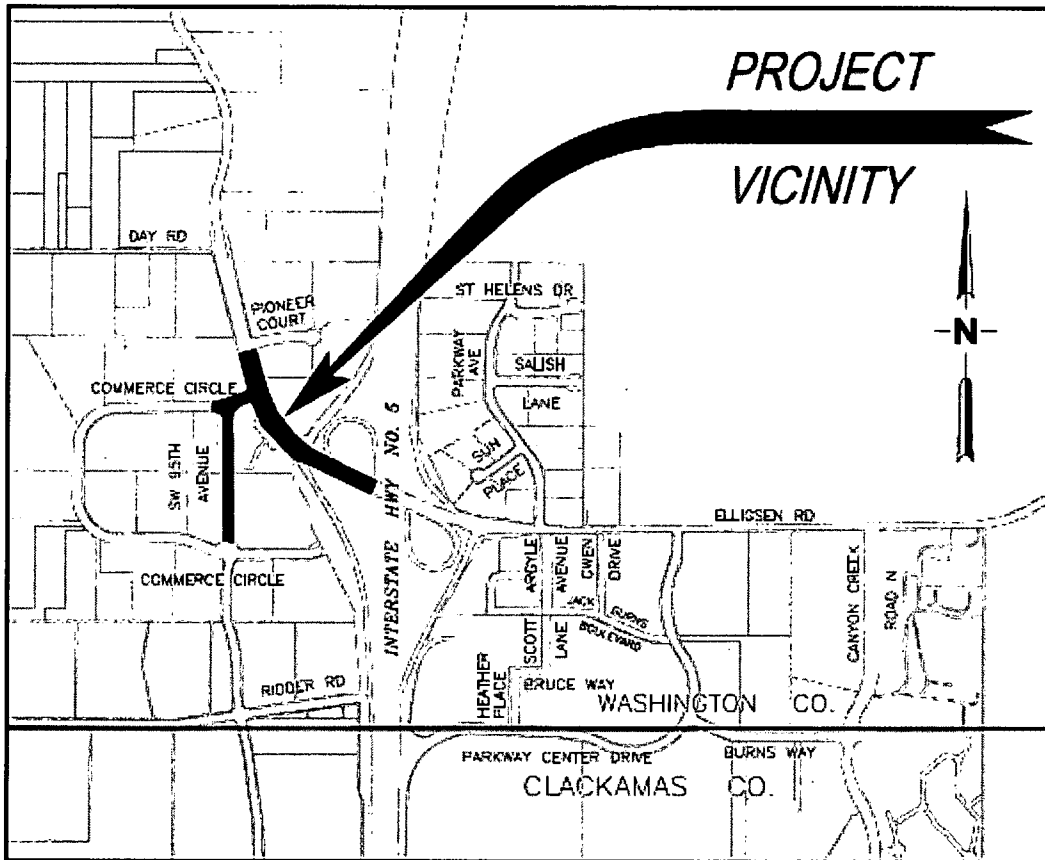 PROJECT
VICINITY
N
DAY RD
PIONEER
COURT
ST HELENS DR
PARKWAY
AVE
SALISH
LANE
COMMERCE CIRCLE
SUN
PLACE
SW 95TH
AVENUE
INTERSTATE HWY NO. 5
ELLISSEN RD
COMMERCE CIRCLE
ARGYLE
AVENUE
GWEN
DRIVE
JACK
BURNS
BOULEVARD
CANYON CREEK
ROAD N
SCOTT
LANE
RIDDER RD
HEATHER
PLACE
BRUCE WAY
WASHINGTON CO.
PARKWAY CENTER DRIVE
BURNS WAY
CLACKAMAS CO.